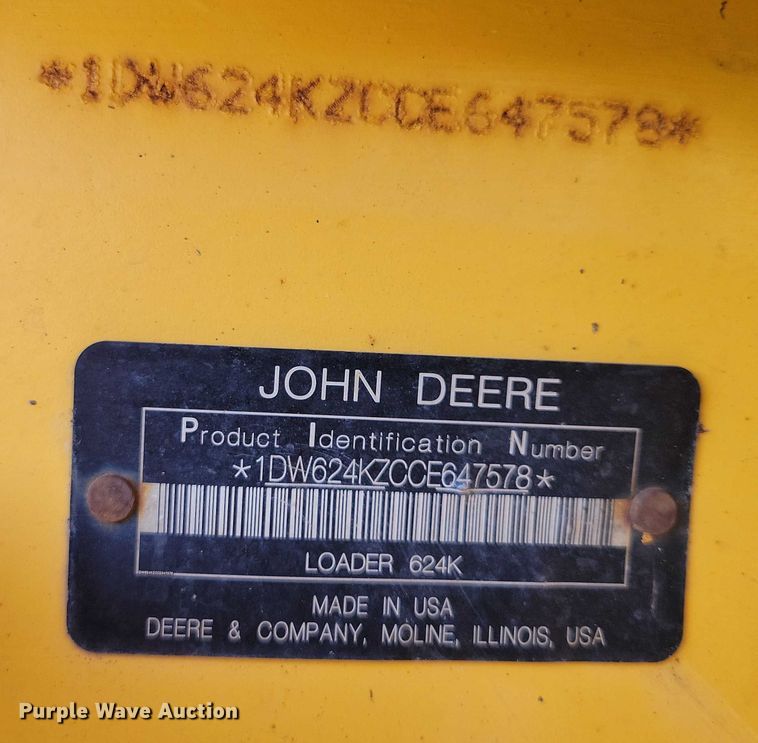 *1DW624KZCCE647578*
JOHN DEERE
Product Identification Number
*1DW624KZCCE647578*
LOADER 624K
MADE IN USA
DEERE & COMPANY, MOLINE, ILLINOIS, USA
Purple Wave Auction